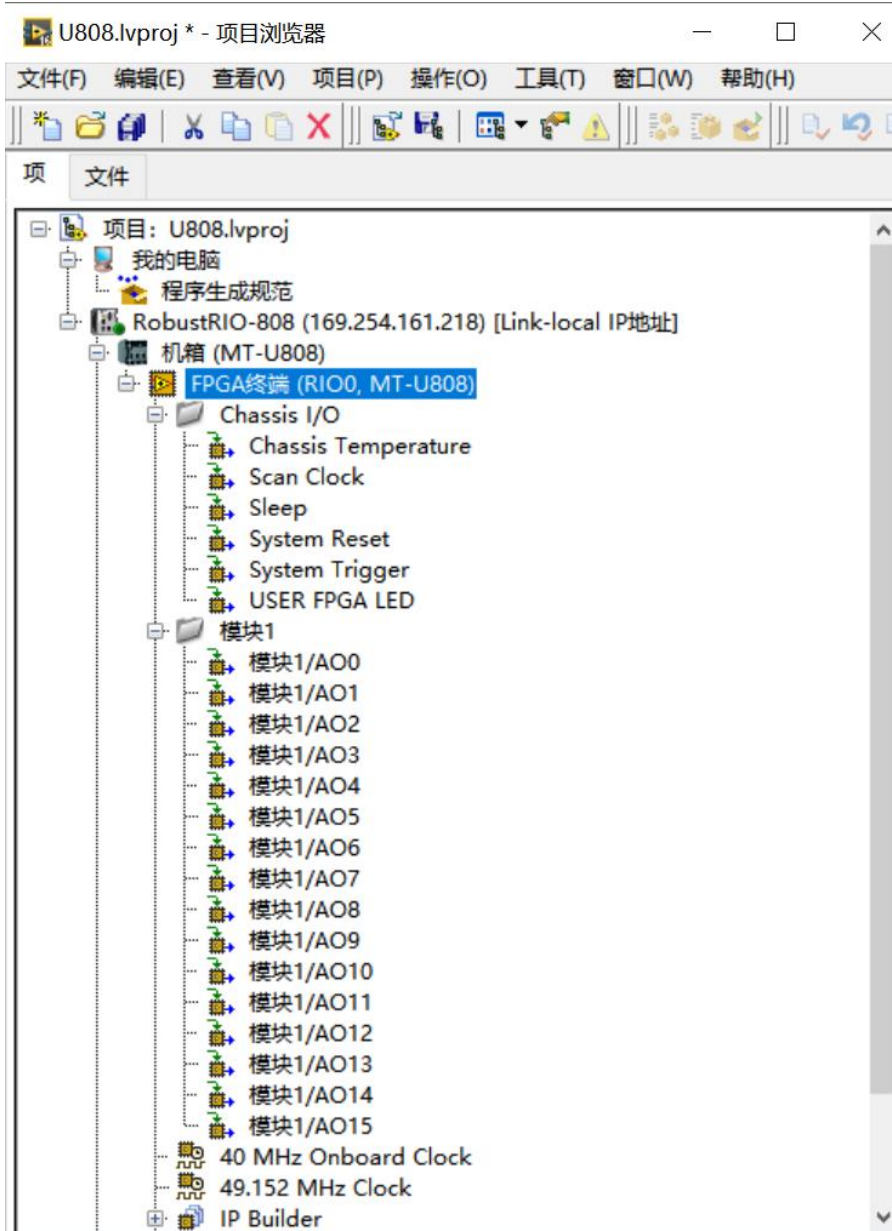 U808.lvproj * - 项目浏览器
文件(F) 编辑(E) 查看(V) 项目(P) 操作(O) 工具(T) 窗口(W) 帮助(H)
项 文件
项目：U808.lvproj
我的电脑
程序生成规范
RobustRIO-808 (169.254.161.218) [Link-local IP地址]
机箱 (MT-U808)
FPGA终端 (RIO0, MT-U808)
Chassis I/O
Chassis Temperature
Scan Clock
Sleep
System Reset
System Trigger
USER FPGA LED
模块1
模块1/AO0
模块1/AO1
模块1/AO2
模块1/AO3
模块1/AO4
模块1/AO5
模块1/AO6
模块1/AO7
模块1/AO8
模块1/AO9
模块1/AO10
模块1/AO11
模块1/AO12
模块1/AO13
模块1/AO14
模块1/AO15
40 MHz Onboard Clock
49.152 MHz Clock
IP Builder